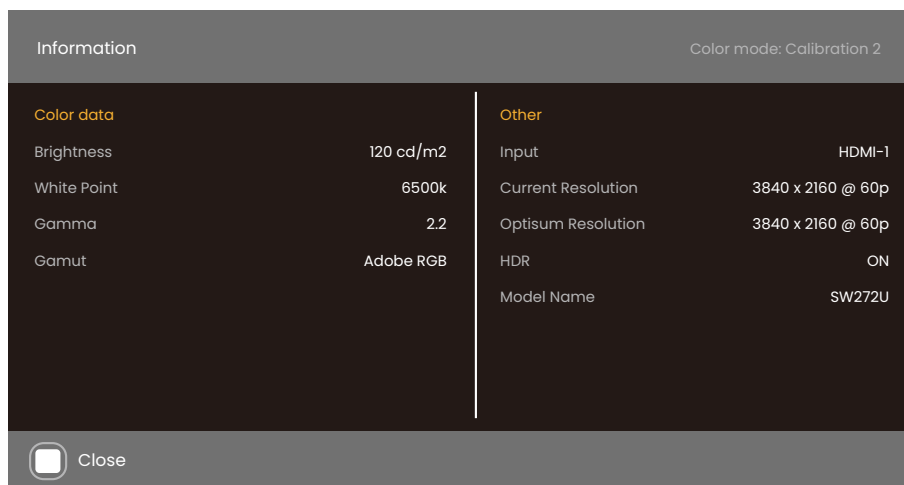 Information
Color mode: Calibration 2
Color data
Brightness 120 cd/m2
White Point 6500k
Gamma 2.2
Gamut Adobe RGB
Other
Input HDMI-1
Current Resolution 3840 x 2160 @ 60p
Optisum Resolution 3840 x 2160 @ 60p
HDR ON
Model Name SW272U
Close